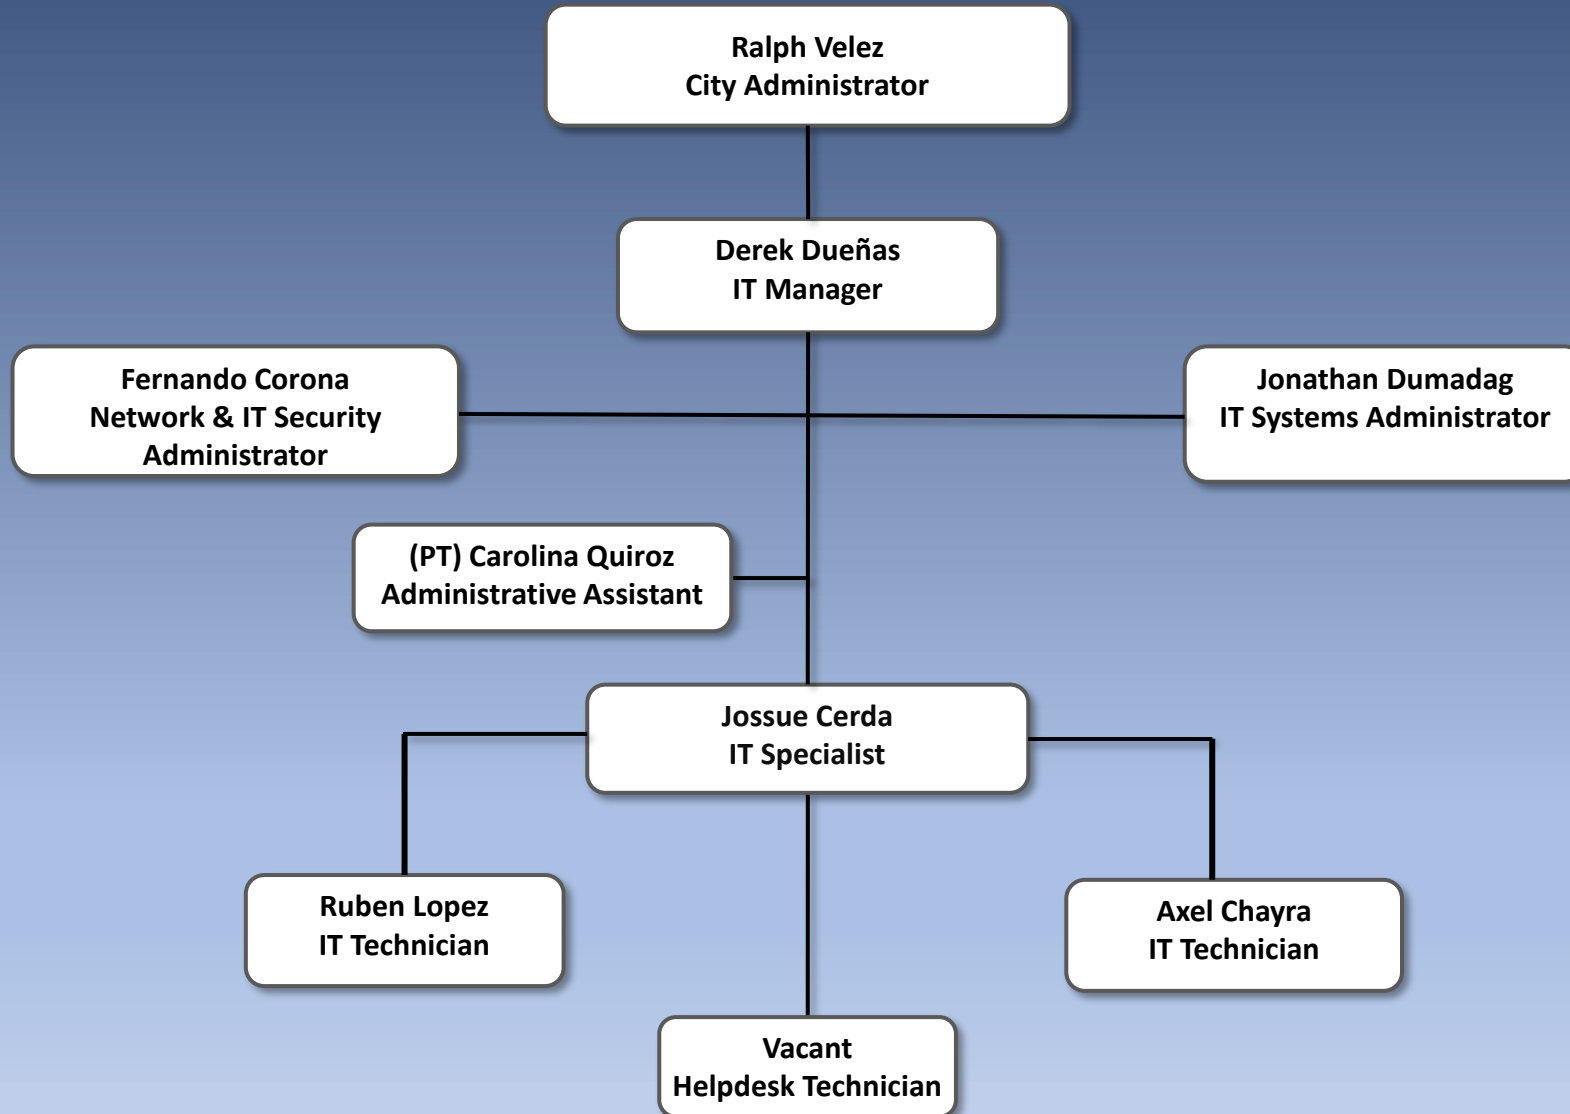 Ralph Velez
City Administrator
Derek Dueñas
IT Manager
Fernando Corona
Network & IT Security
Administrator
Jonathan Dumadag
IT Systems Administrator
(PT) Carolina Quiroz
Administrative Assistant
Jossue Cerda
IT Specialist
Ruben Lopez
IT Technician
Axel Chayra
IT Technician
Vacant
Helpdesk Technician